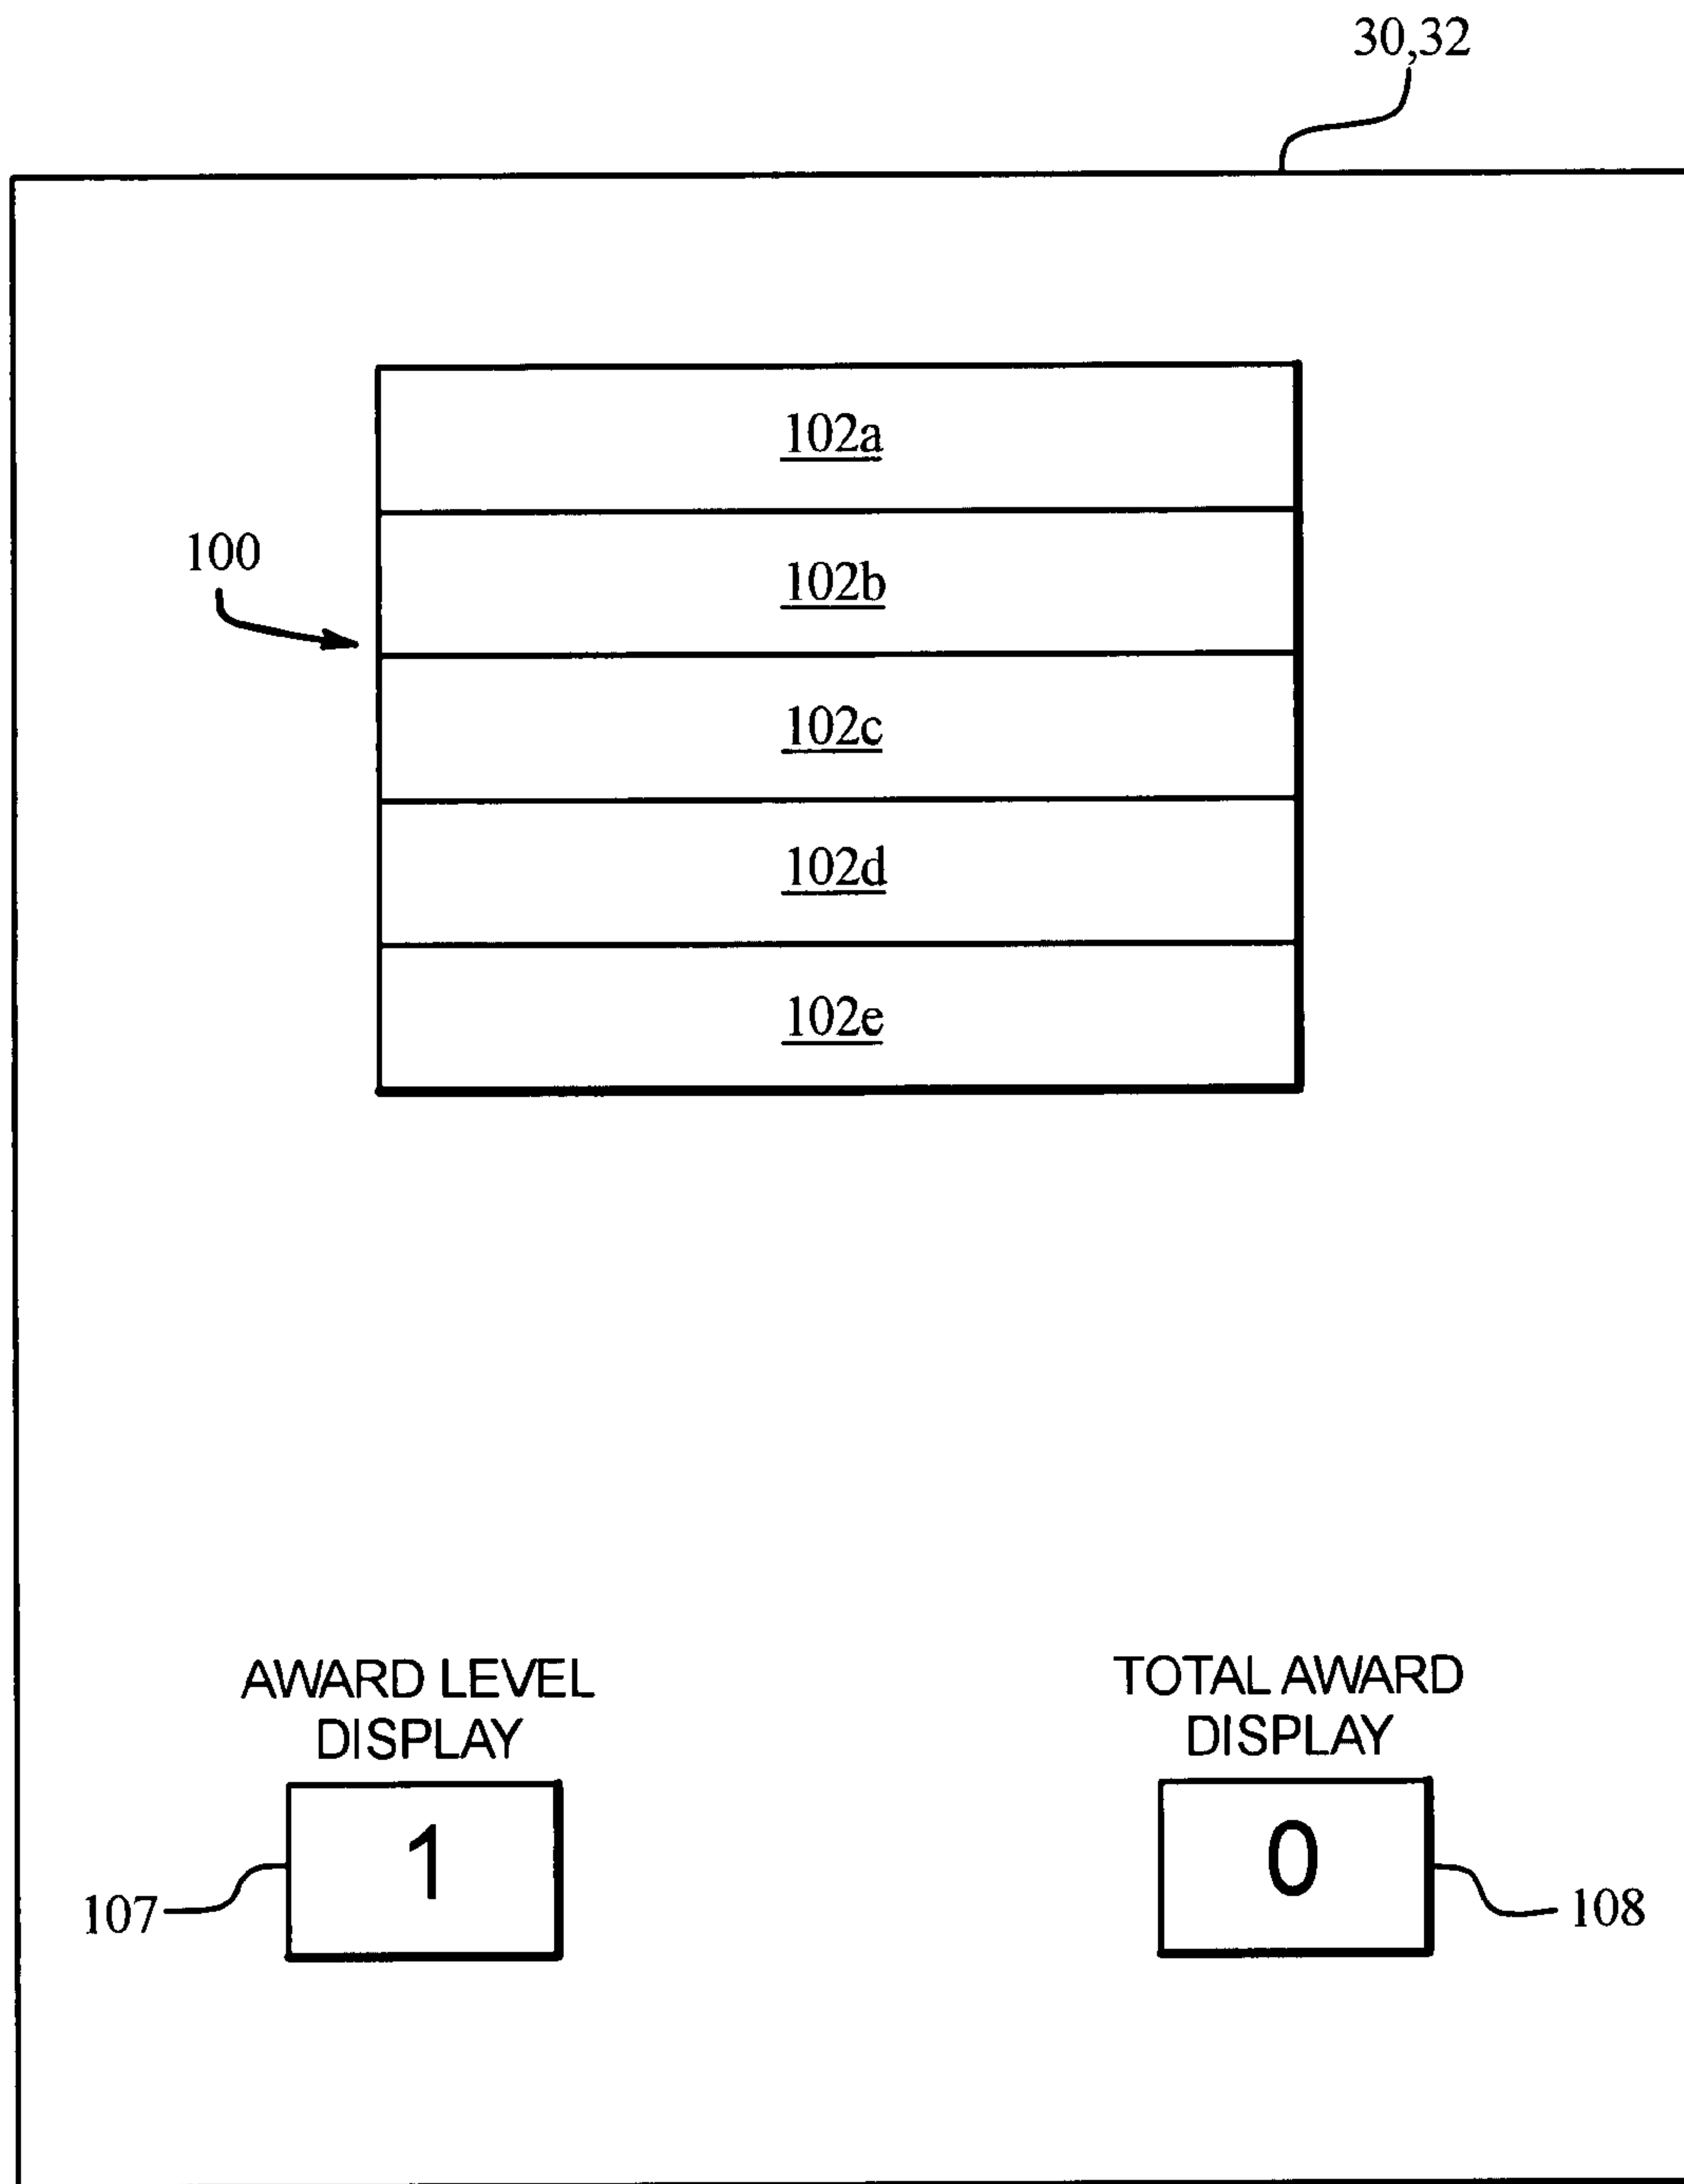 30,32
102a
100
102b
102c
102d
102e
AWARD LEVEL
DISPLAY
1
107
TOTAL AWARD
DISPLAY
0
108